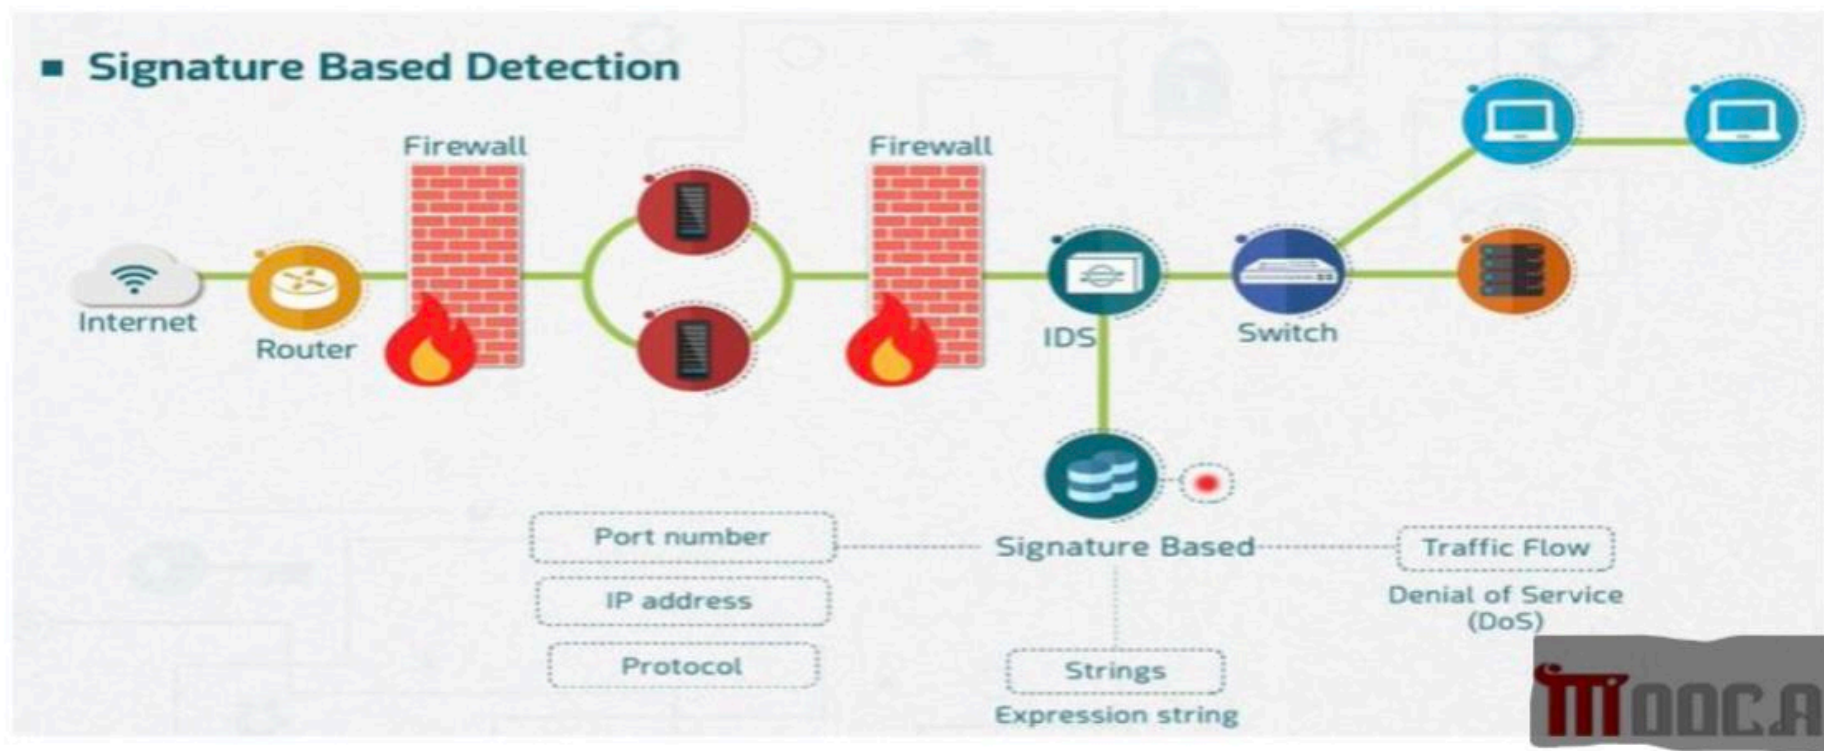 Signature Based Detection
Firewall
Firewall
Internet
Router
IDS
Switch
Port number
Signature Based
Traffic Flow
IP address
Denial of Service
(DoS)
Protocol
Strings
Expression string
MOOC.A